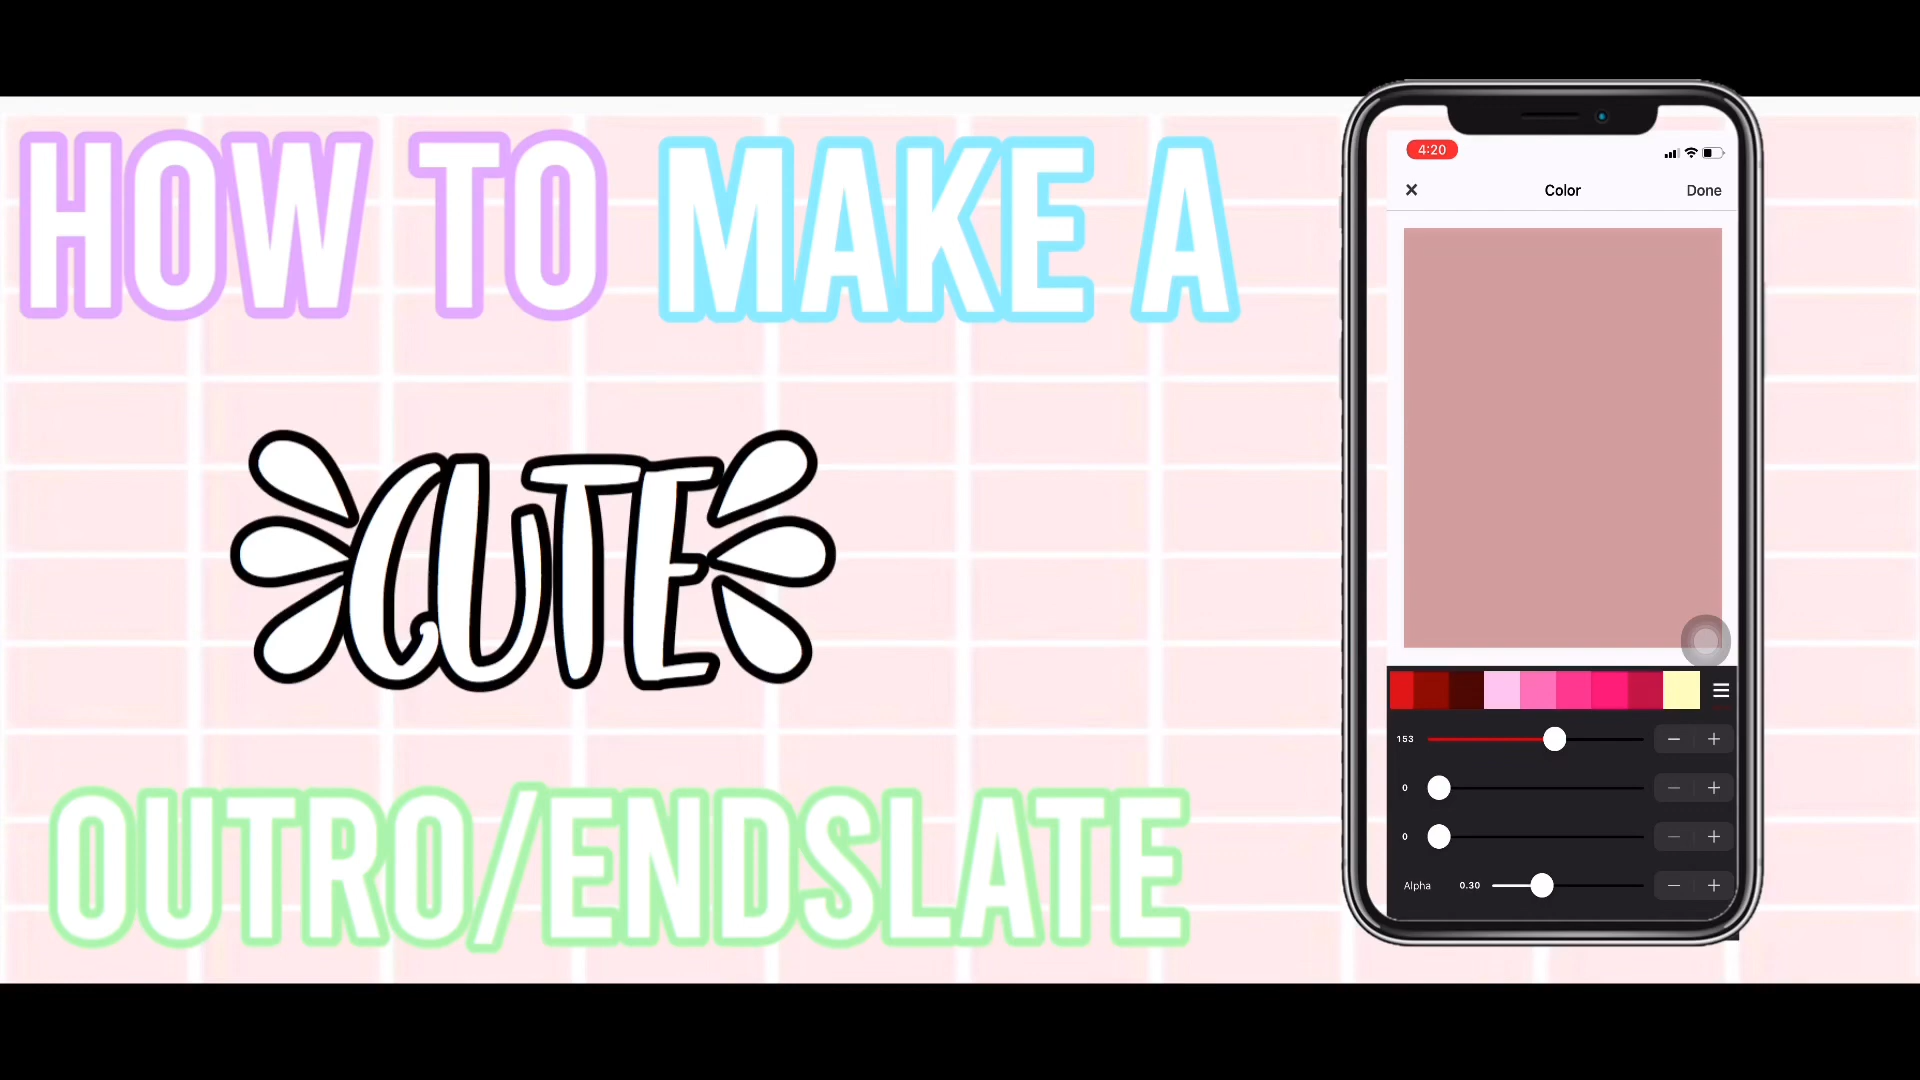 HOW TO MAKE A
CUTE
OUTRO/ENDSLATE
4:20
Color
Done
153
0
0
Alpha 0.30